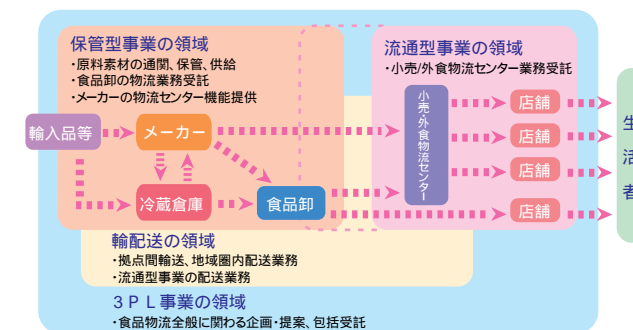 保管型事業の領域
・原料素材の通関、保管、供給
・食品卸の物流業務受託
・メーカーの物流センター機能提供
流通型事業の領域
・小売/外食物流センター業務受託
輸入品等
メーカー
冷蔵倉庫
食品卸
小売・外食物流センター
店舗
店舗
店舗
店舗
生活者
輸配送の領域
・拠点間輸送、地域圏内配送業務
・流通型事業の配送業務
3PL事業の領域
・食品物流全般に関わる企画・提案、包括受託